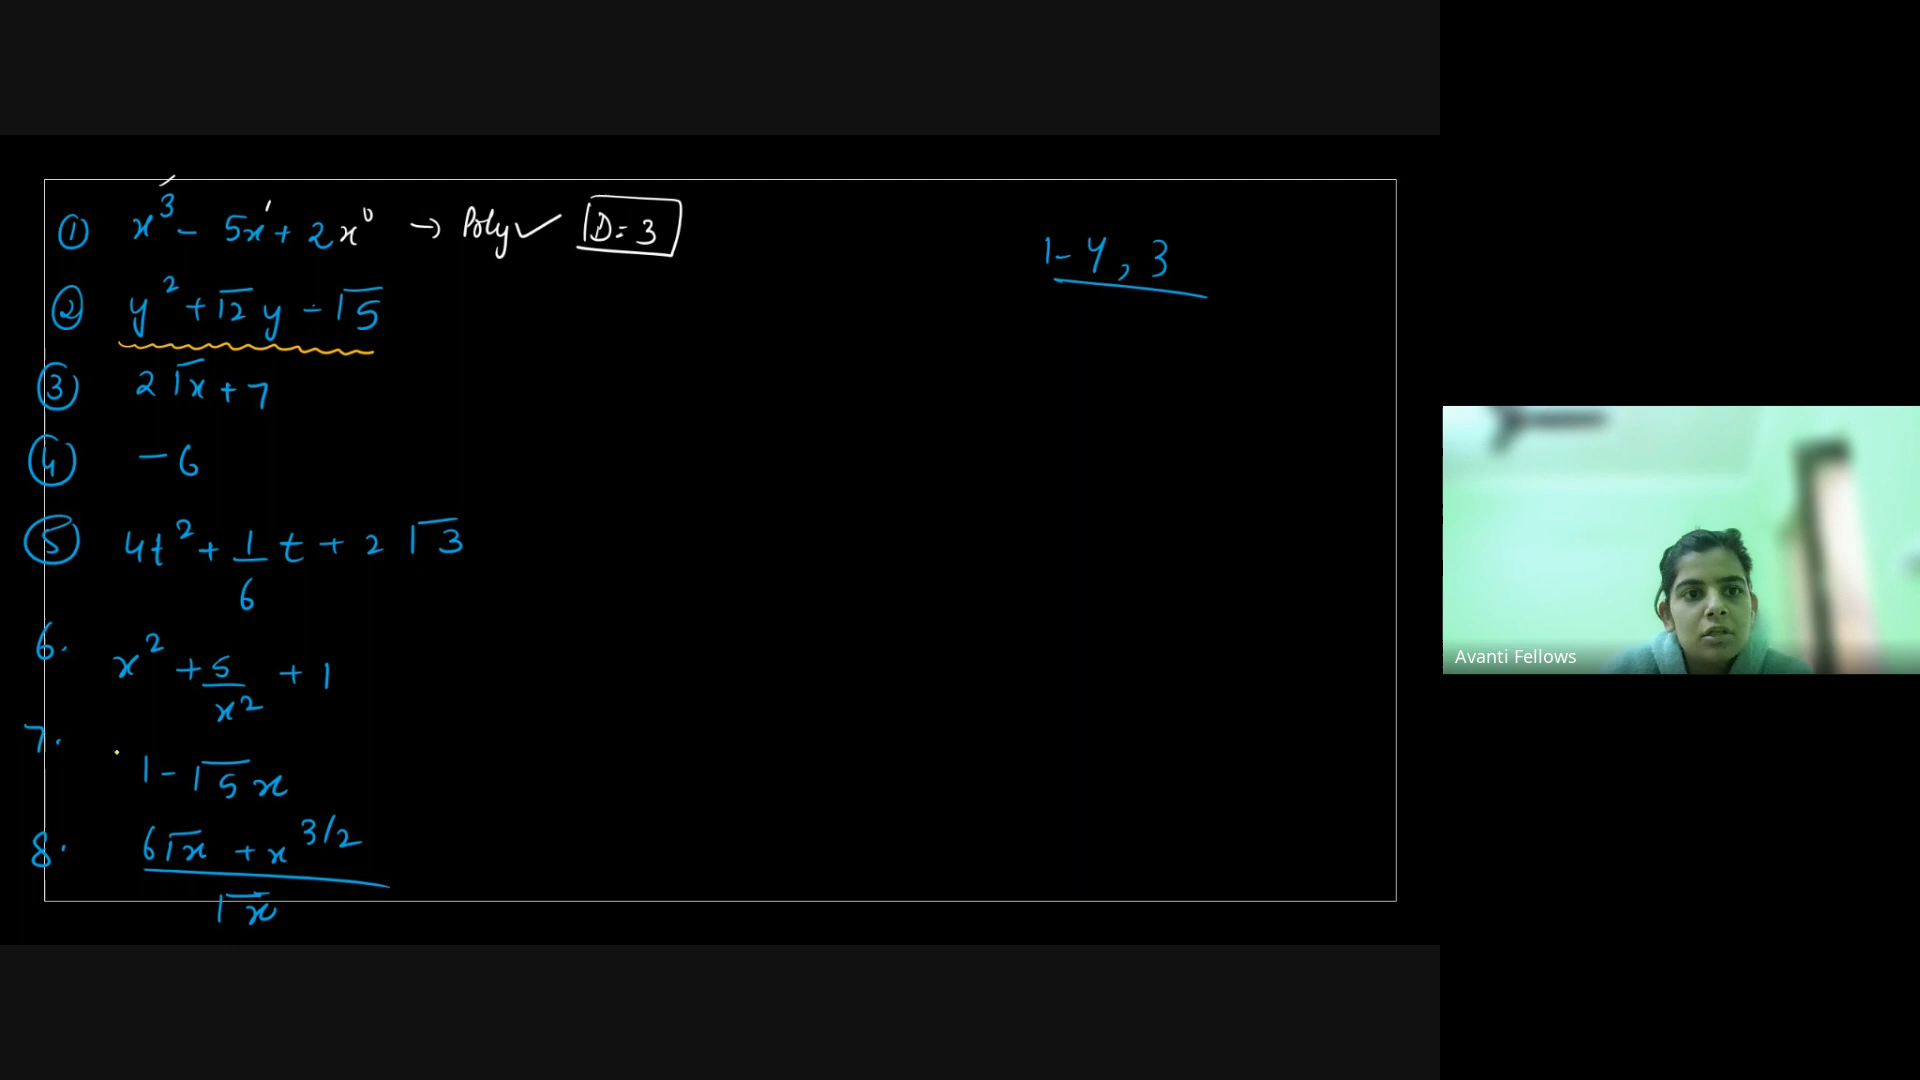 ① x³ - 5x¹ + 2x⁰ → Poly ✓ D = 3
1 - Y, 3
② y² + √2 y - √5
③ 2√x + 7
④ -6
⑤ 4t² + 1/6 t + 2√3
6. x² + 5/x² + 1
7. 1 - √5 x
8. (6√x + x^3/2)/√x
Avanti Fellows